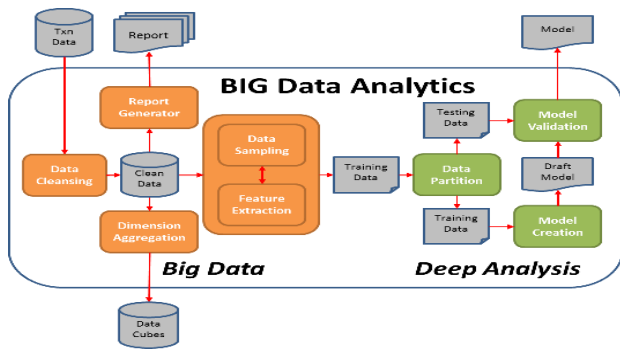 Txn
Data
Report
Model
BIG Data Analytics
Report
Generator
Data
Sampling
Testing
Data
Model
Validation
Data
Cleansing
Clean
Data
Training
Data
Data
Partition
Draft
Model
Feature
Extraction
Dimension
Aggregation
Training
Data
Model
Creation
Big Data
Deep Analysis
Data
Cubes